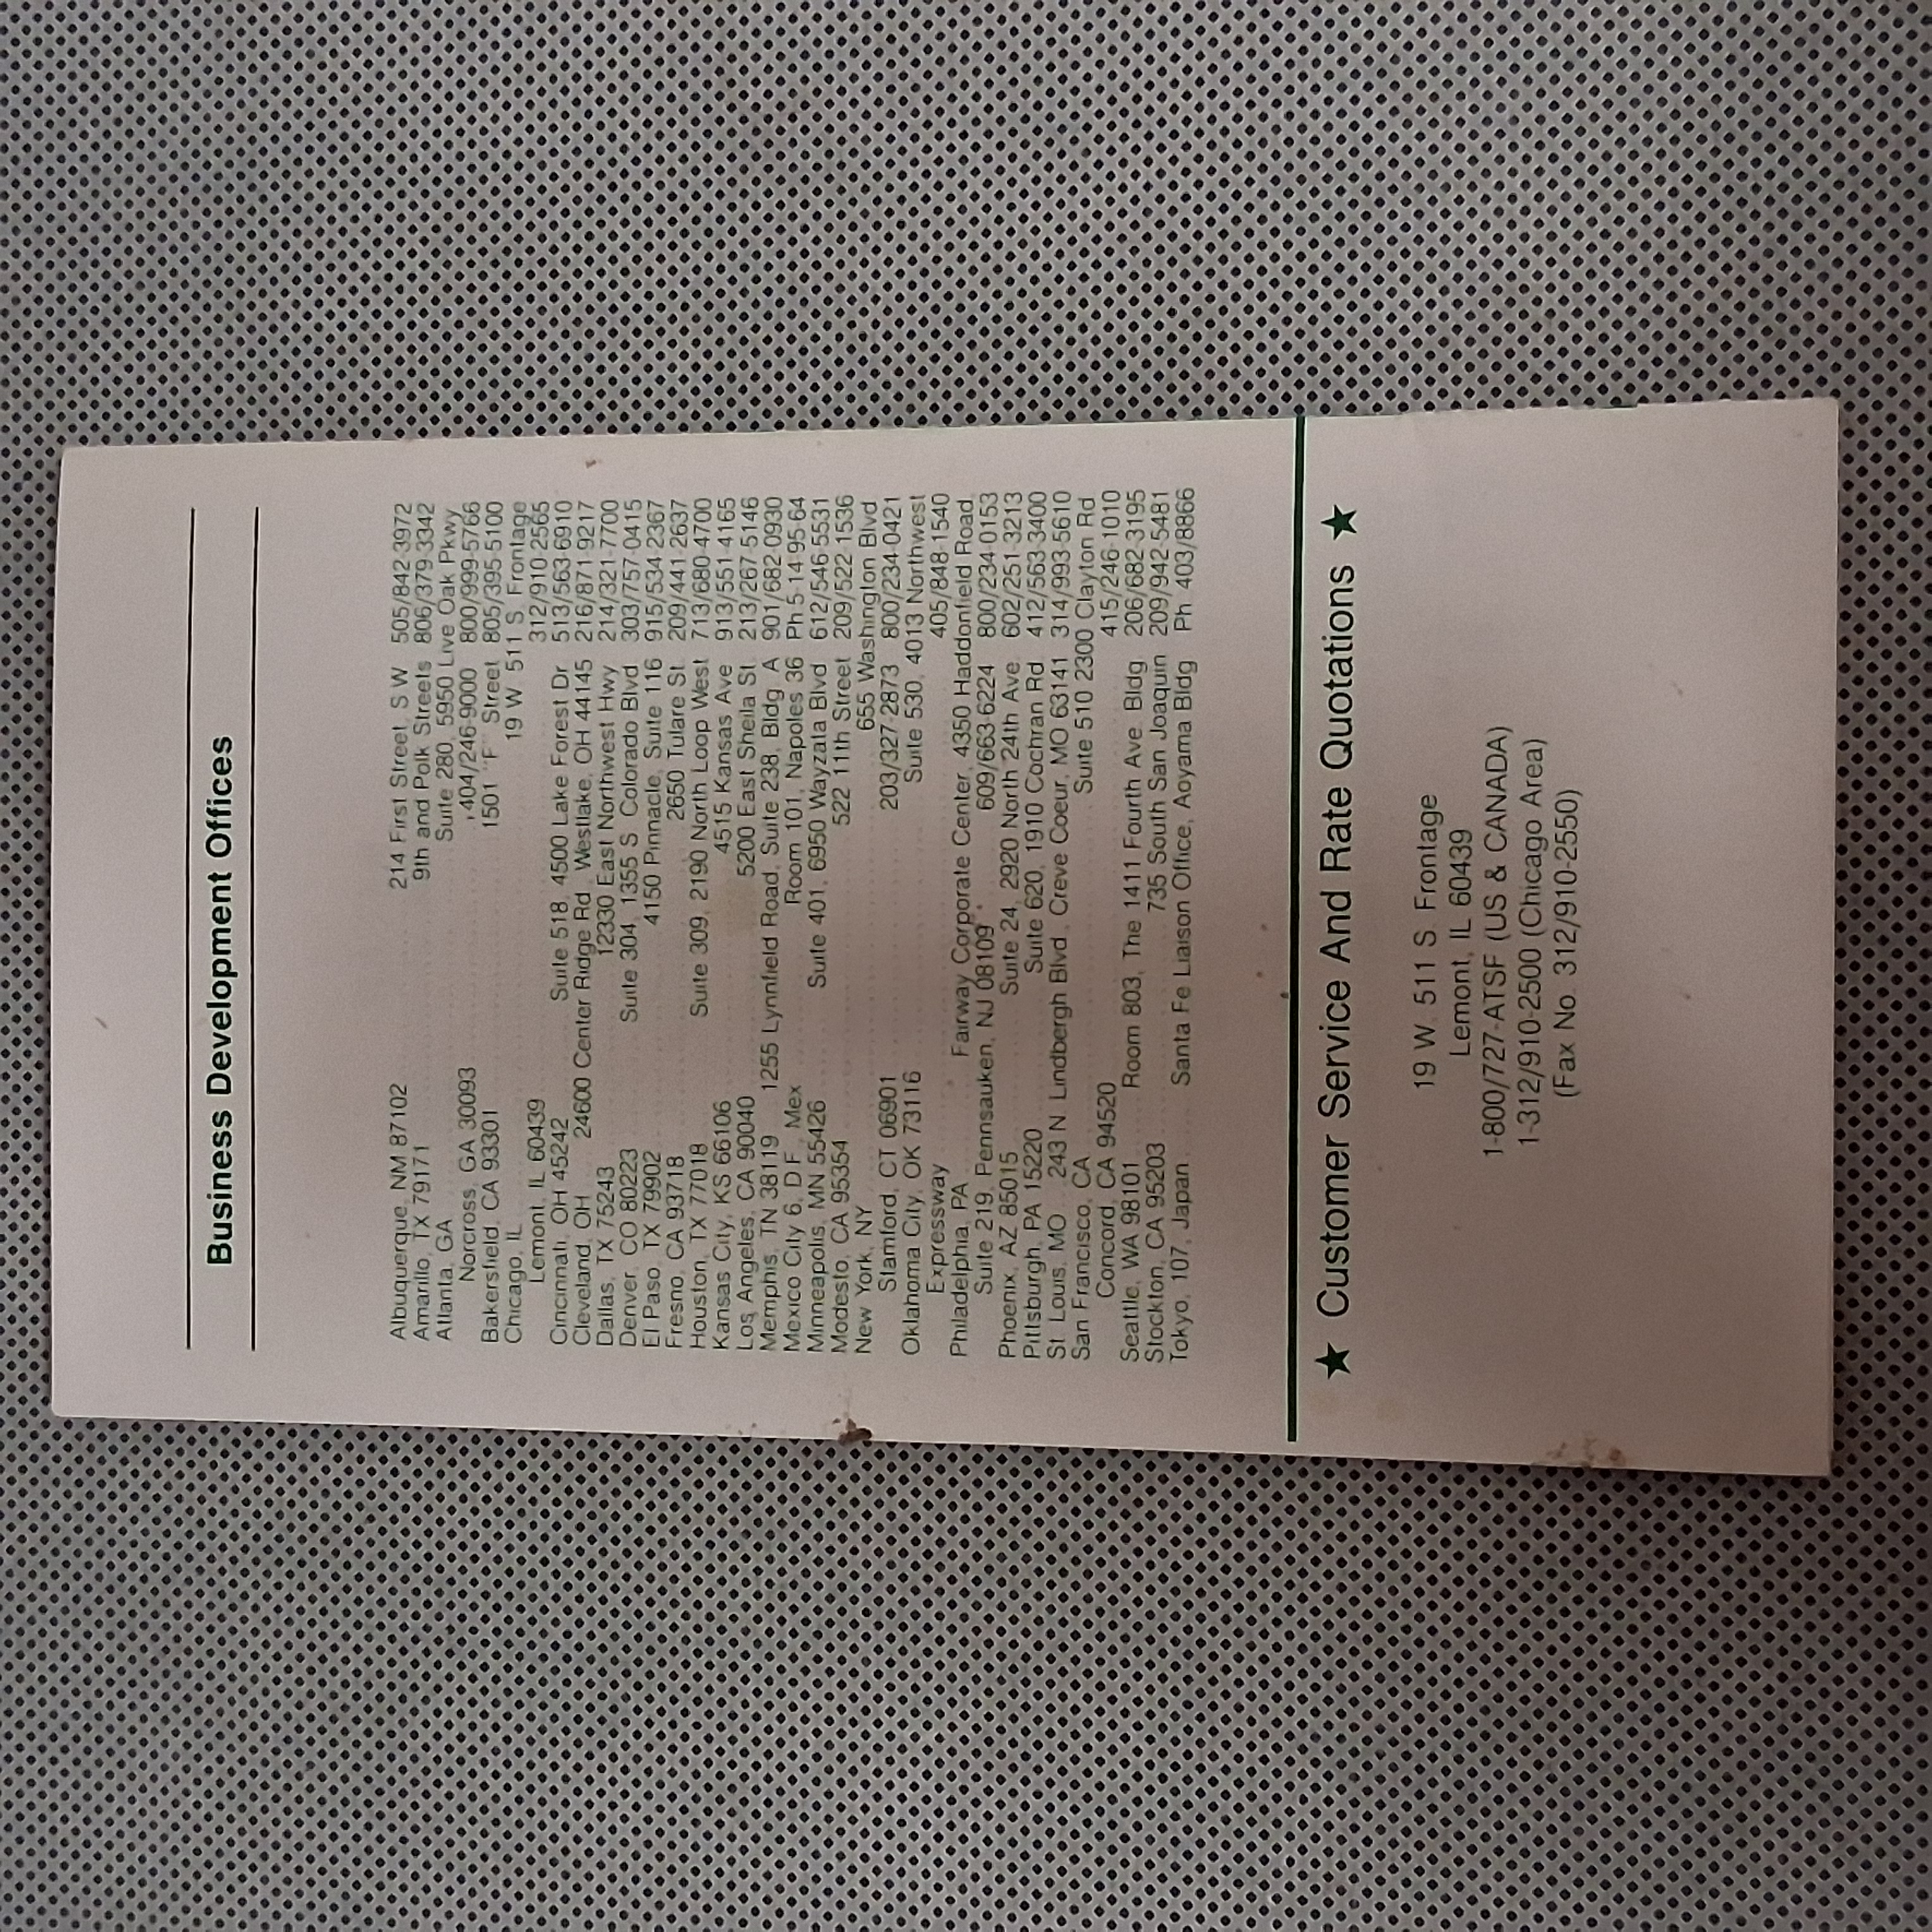 Business Development Offices
Albuquerque, NM 87102 214 First Street, S W 505/842-3972
Amarillo, TX 79171 9th and Polk Streets 806/379-3342
Atlanta, GA Suite 280, 5950 Live Oak Pkwy
Norcross, GA 30093 404/246-9000 800/999-5766
Bakersfield, CA 93301 1501 "F" Street 805/395-5100
Chicago, IL 19 W 511 S. Frontage
Lemont, IL 60439 312/910-2565
Cincinnati, OH 45242 Suite 518, 4500 Lake Forest Dr 513/563-6910
Cleveland, OH 24600 Center Ridge Rd, Westlake, OH 44145 216/871-9217
Dallas, TX 75243 12330 East Northwest Hwy 214/321-7700
Denver, CO 80223 Suite 304, 1355 S Colorado Blvd 303/757-0415
El Paso, TX 79902 4150 Pinnacle, Suite 116 915/534-2367
Fresno, CA 93718 2650 Tulare St 209/441-2637
Houston, TX 77018 Suite 309, 2190 North Loop West 713/680-4700
Kansas City, KS 66106 4515 Kansas Ave 913/551-4165
Los Angeles, CA 90040 5200 East Sheila St 213/267-5146
Memphis, TN 38119 1255 Lynnfield Road, Suite 238, Bldg. A 901/682-0930
Mexico City 6, D F, Mex Room 101, Napoles 36 Ph 5-14-95-64
Minneapolis, MN 55426 Suite 401, 6950 Wayzata Blvd 612/546-5531
Modesto, CA 95354 522 11th Street 209/522-1536
New York, NY 655 Washington Blvd
Stamford, CT 06901 203/327-2873 800/234-0421
Oklahoma City, OK 73116 Suite 530, 4013 Northwest
Expressway 405/848-1540
Philadelphia, PA Fairway Corporate Center, 4350 Haddonfield Road,
Suite 219, Pennsauken, NJ 08109 609/663-6224 800/234-0153
Phoenix, AZ 85015 Suite 24, 2920 North 24th Ave. 602/251-3213
Pittsburgh, PA 15220 Suite 620, 1910 Cochran Rd. 412/563-3400
St Louis, MO 243 N Lindbergh Blvd, Creve Coeur, MO 63141 314/993-5610
San Francisco, CA Suite 510 2300 Clayton Rd
Concord, CA 94520 415/246-1010
Seattle, WA 98101 Room 803, The 1411 Fourth Ave. Bldg. 206/682-3195
Stockton, CA 95203 735 South San Joaquin 209/942-5481
Tokyo, 107, Japan Santa Fe Liaison Office, Aoyama Bldg Ph 403/8866
★ Customer Service And Rate Quotations ★
19 W. 511 S. Frontage
Lemont, IL 60439
1-800/727-ATSF (US & CANADA)
1-312/910-2500 (Chicago Area)
(Fax No. 312/910-2550)